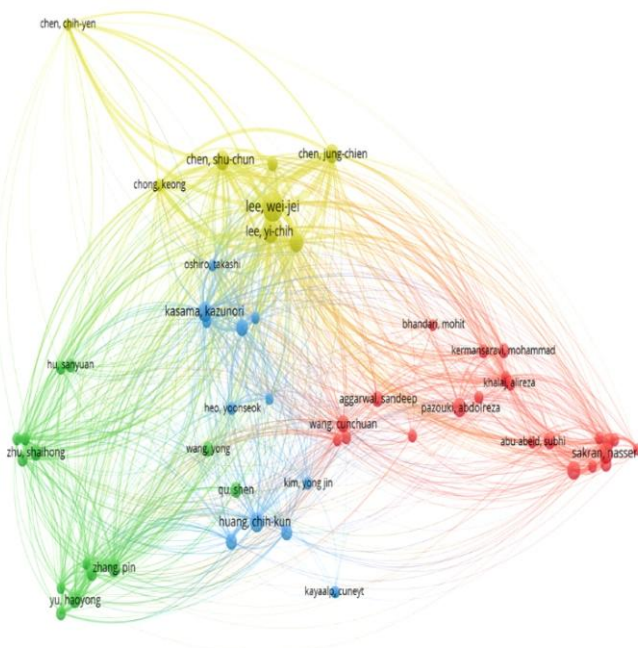 chen, chih-yen
chen, shu-chun
chen, jung-chien
chong, keong
lee, wei-jei
lee, yi-chih
oshiro, takashi
kasama, kazunori
bhandari, mohit
kermansaravi, mohammad
hu, sanyuan
khalaj, alireza
aggarwal, sandeep
heo, yoonseok
pazouki, abdolreza
wang, cunchuan
abu-abeid, subhi
zhu, shaihong
wang, yong
sakran, nasser
kim, yong jin
qu, shen
huang, chih-kun
zhang, pin
kayaalp, cuneyt
yu, haoyong